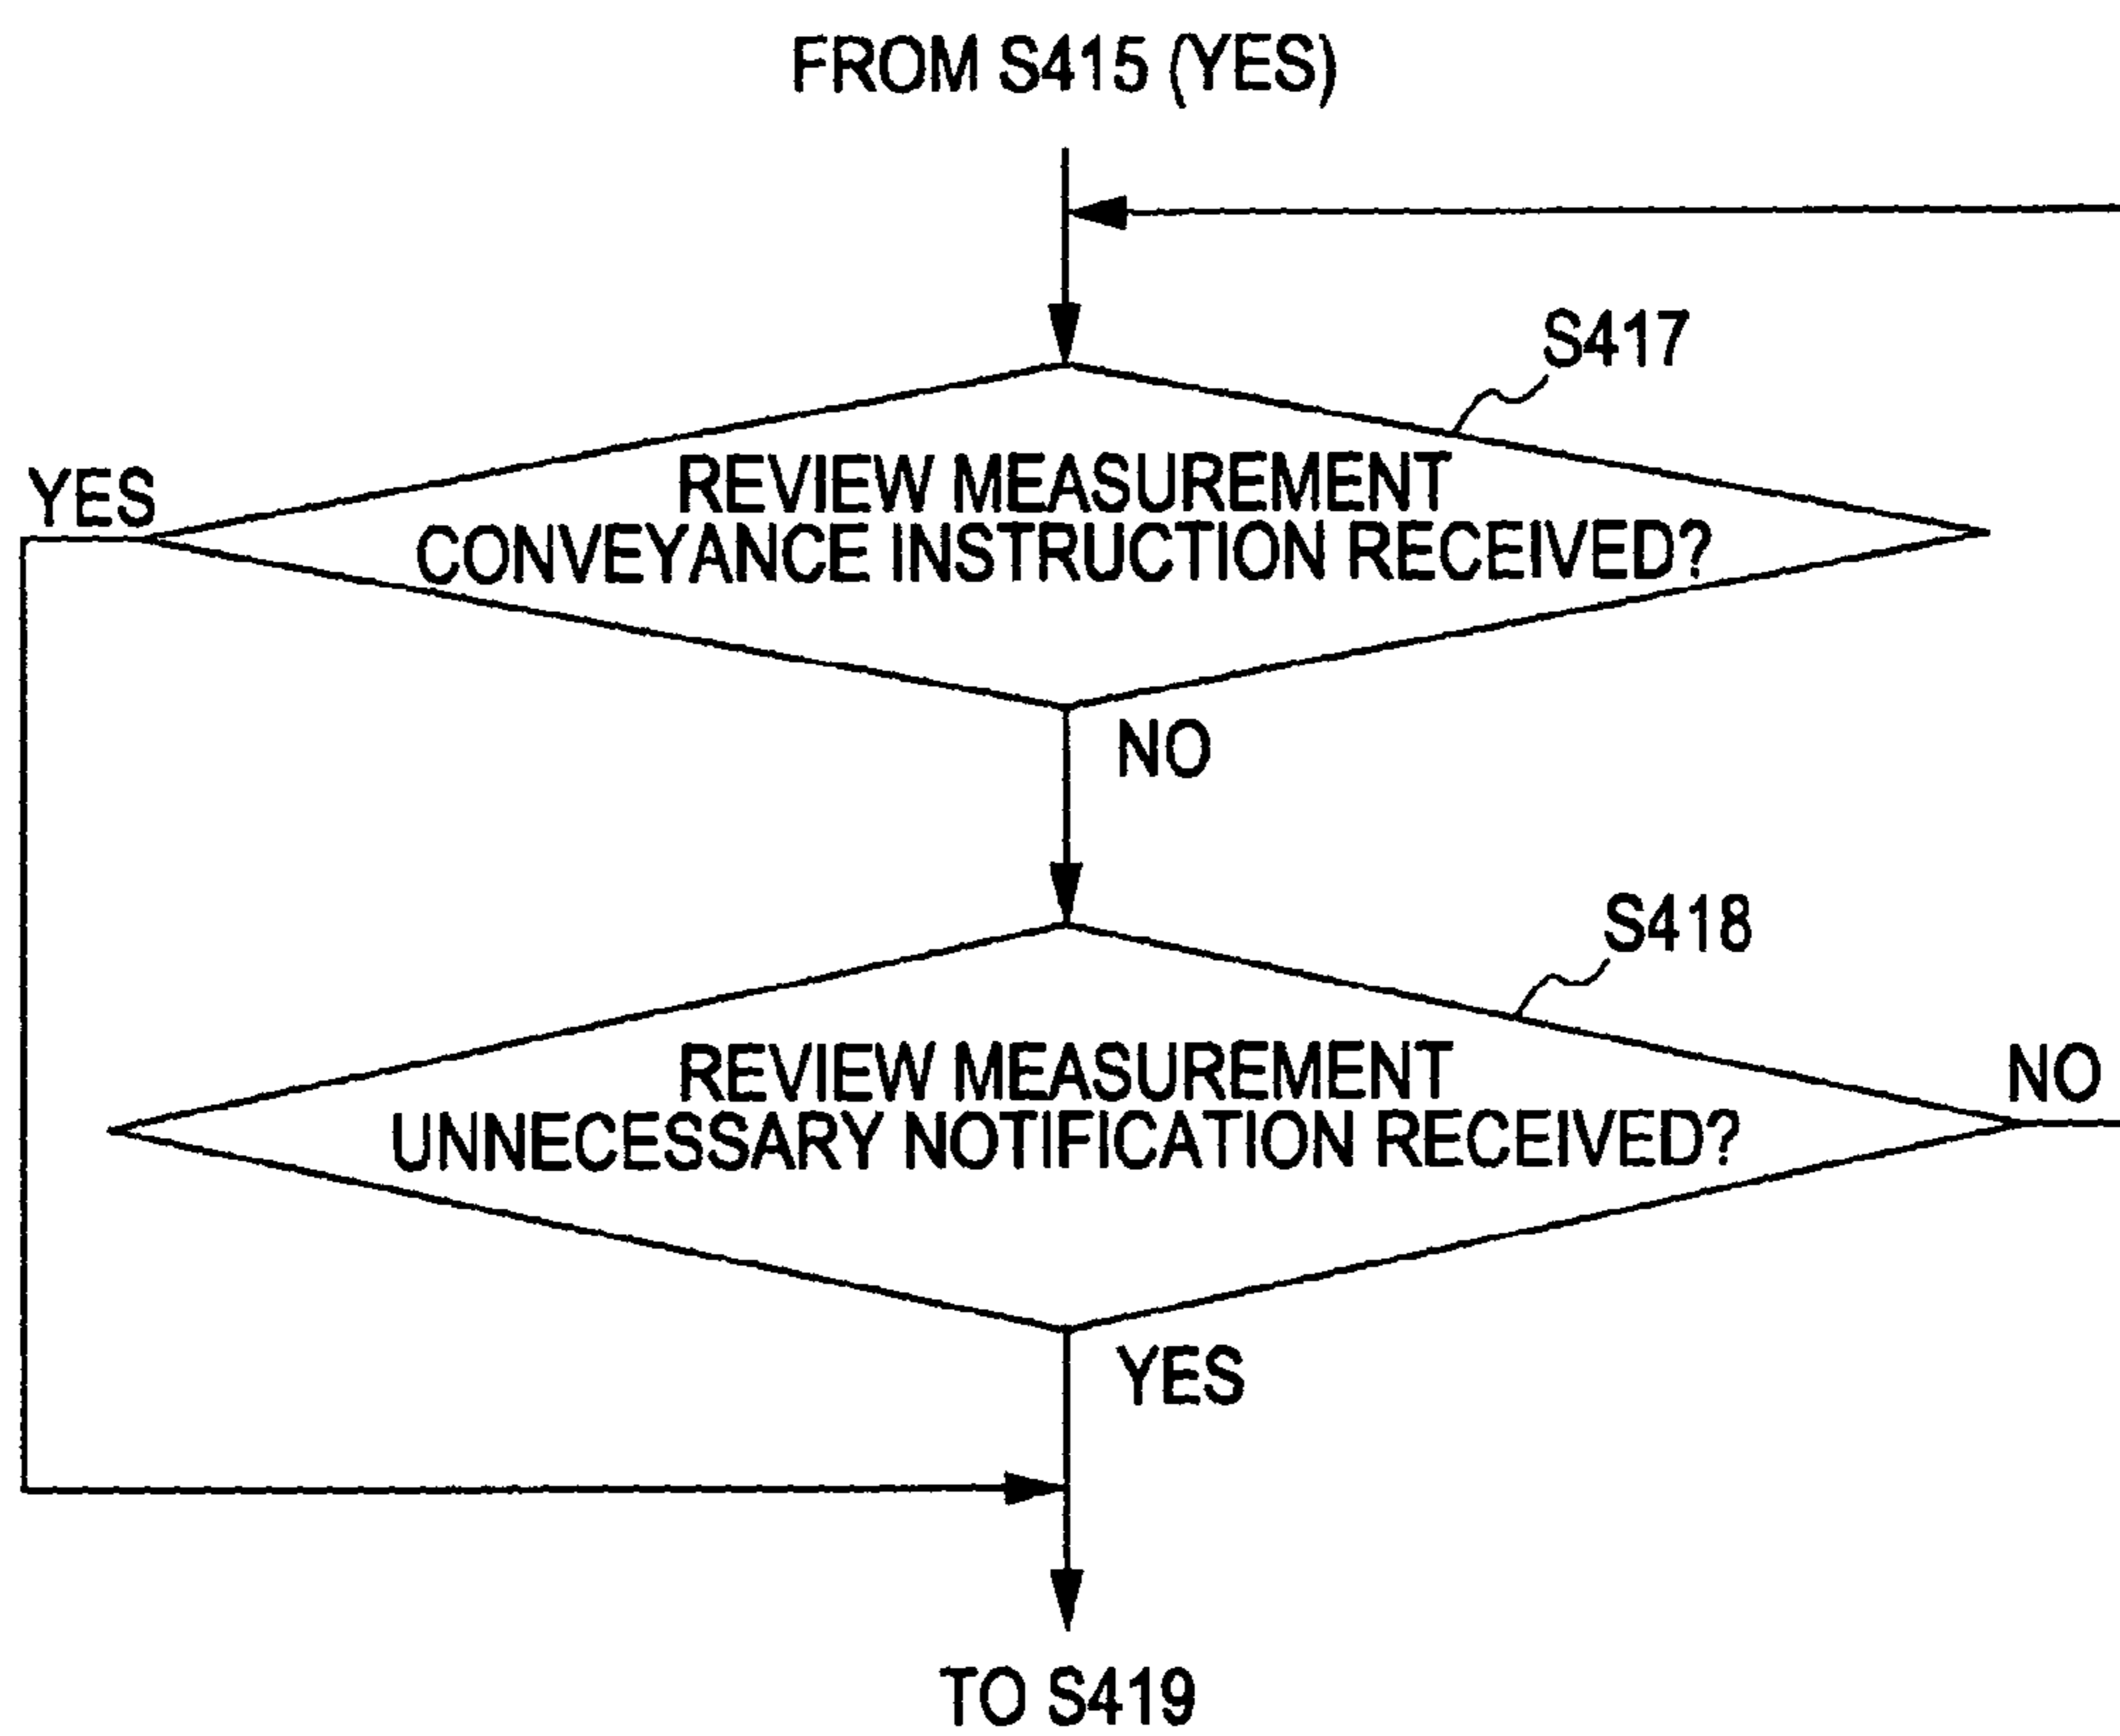 FROM S415 (YES)
S417
YES
REVIEW MEASUREMENT
CONVEYANCE INSTRUCTION RECEIVED?
NO
S418
REVIEW MEASUREMENT
UNNECESSARY NOTIFICATION RECEIVED?
NO
YES
TO S419